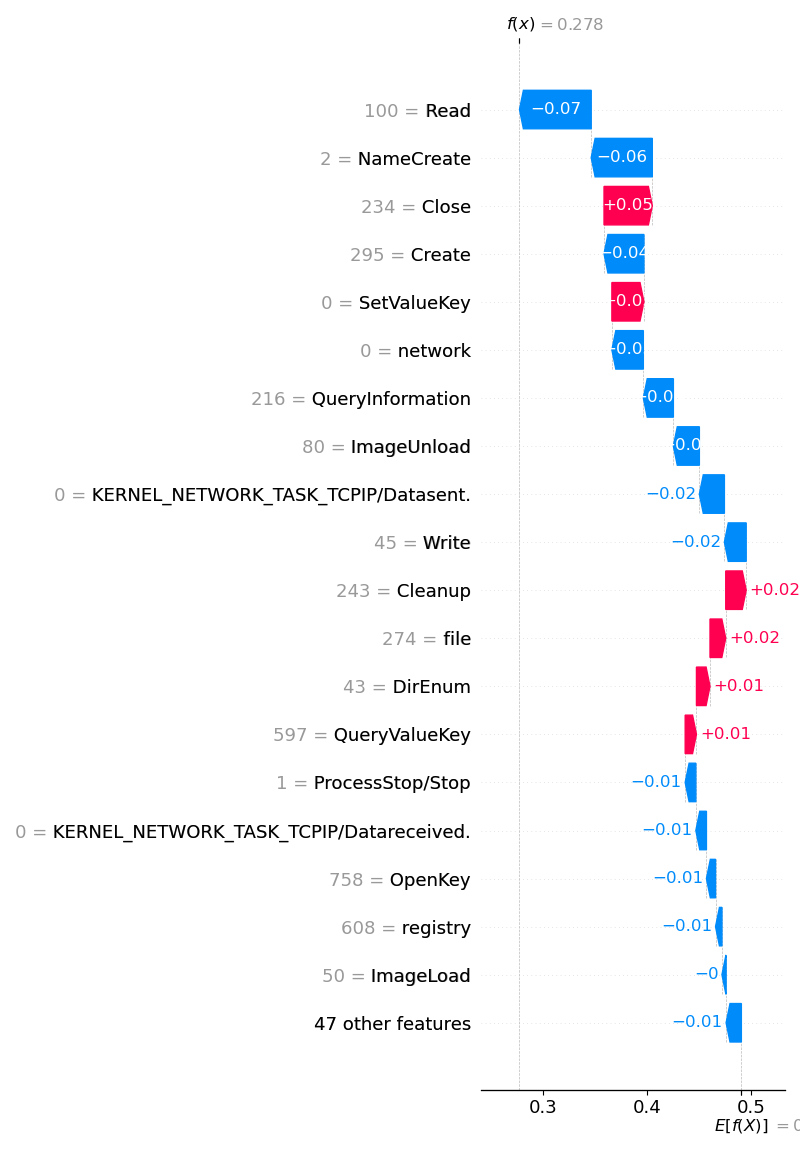 f(x) = 0.278
100 = Read −0.07
2 = NameCreate −0.06
234 = Close +0.05
295 = Create −0.04
0 = SetValueKey
0 = network
216 = QueryInformation
80 = ImageUnload
0 = KERNEL_NETWORK_TASK_TCPIP/Datasent. −0.02
45 = Write −0.02
243 = Cleanup +0.02
274 = file +0.02
43 = DirEnum +0.01
597 = QueryValueKey +0.01
1 = ProcessStop/Stop −0.01
0 = KERNEL_NETWORK_TASK_TCPIP/Datareceived. −0.01
758 = OpenKey −0.01
608 = registry −0.01
50 = ImageLoad −0
47 other features −0.01
0.3 0.4 0.5
E[f(X)] =